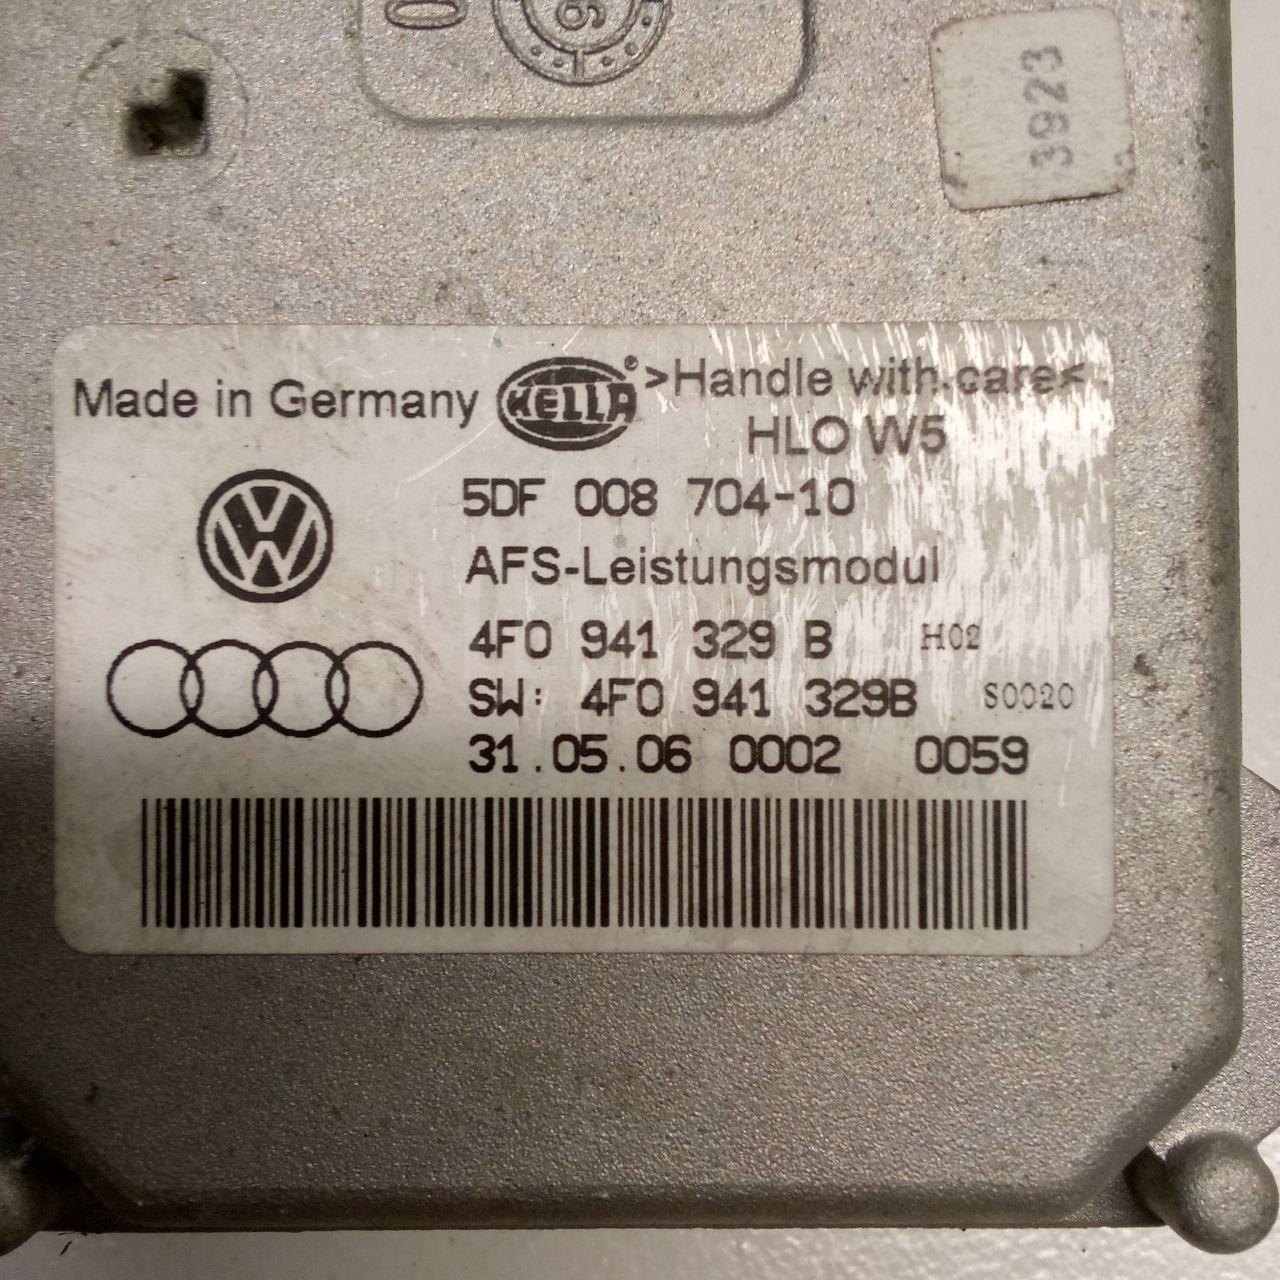 3923
Made in Germany HELLA® >Handle with care<
HLO W5
5DF 008 704-10
AFS-Leistungsmodul
4F0 941 329 B H02
SW: 4F0 941 329B S0020
31.05.06 0002 0059